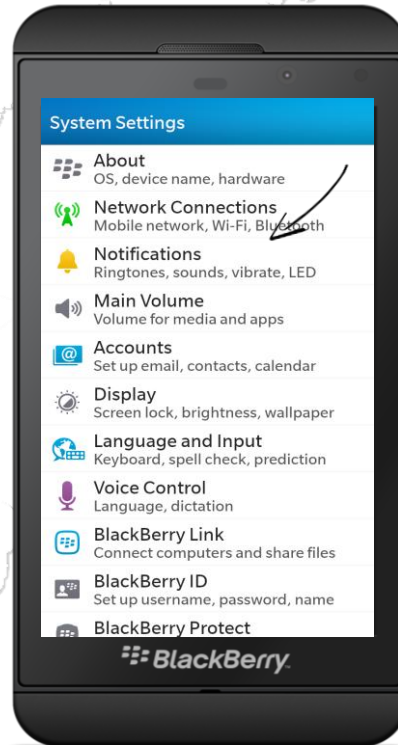 System Settings
About
OS, device name, hardware
Network Connections
Mobile network, Wi-Fi, Bluetooth
Notifications
Ringtones, sounds, vibrate, LED
Main Volume
Volume for media and apps
Accounts
Set up email, contacts, calendar
Display
Screen lock, brightness, wallpaper
Language and Input
Keyboard, spell check, prediction
Voice Control
Language, dictation
BlackBerry Link
Connect computers and share files
BlackBerry ID
Set up username, password, name
BlackBerry Protect
BlackBerry